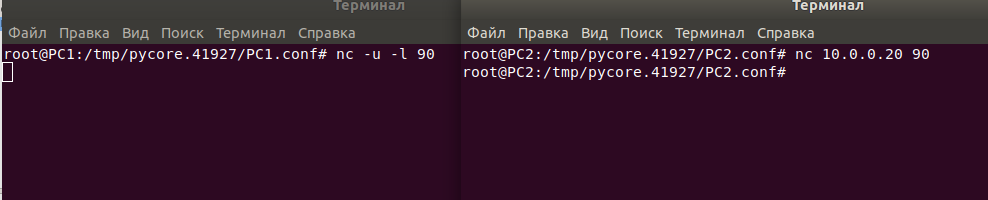 Терминал
Файл Правка Вид Поиск Терминал Справка
root@PC1:/tmp/pycore.41927/PC1.conf# nc -u -l 90
Терминал
Файл Правка Вид Поиск Терминал Справка
root@PC2:/tmp/pycore.41927/PC2.conf# nc 10.0.0.20 90
root@PC2:/tmp/pycore.41927/PC2.conf#